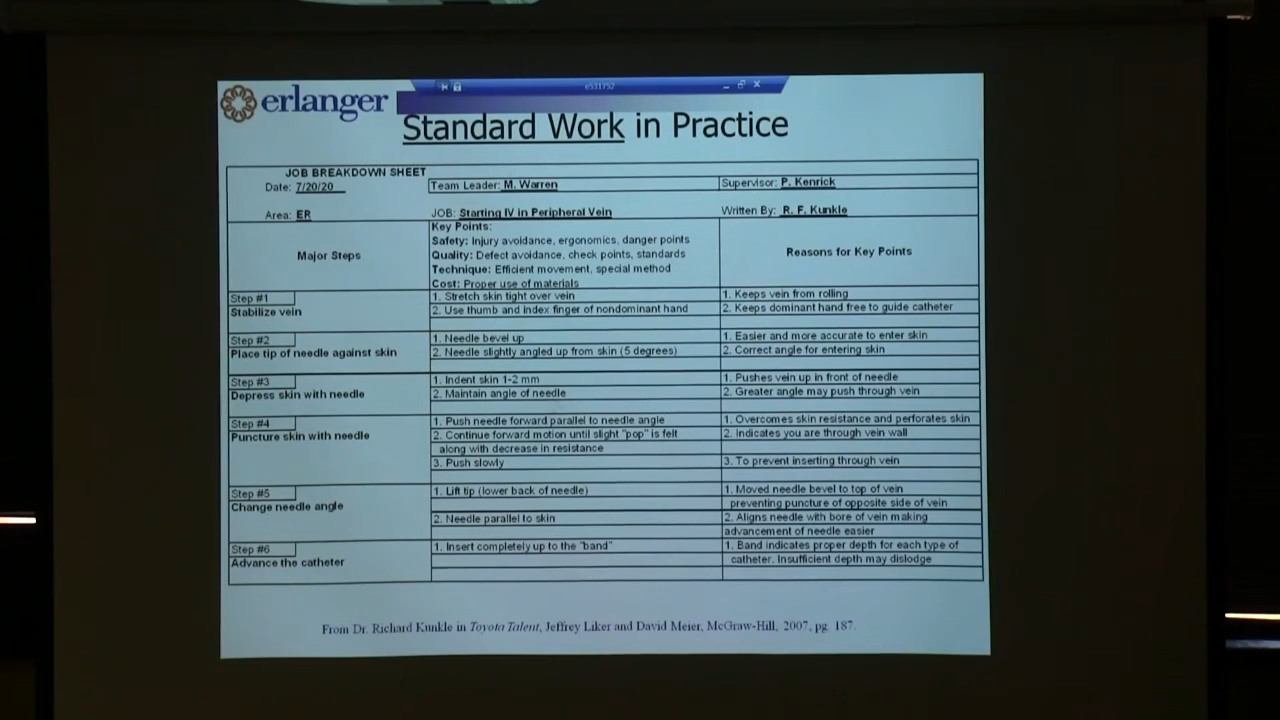 erlanger
e531752
Standard Work in Practice
JOB BREAKDOWN SHEET
Date: 7/20/20
Team Leader: M. Warren
Supervisor: P. Kenrick
Area: ER
JOB: Starting IV in Peripheral Vein
Written By: R. F. Kunkle
Major Steps
Key Points:
Safety: Injury avoidance, ergonomics, danger points
Quality: Defect avoidance, check points, standards
Technique: Efficient movement, special method
Cost: Proper use of materials
Reasons for Key Points
Step #1
Stabilize vein
1. Stretch skin tight over vein
2. Use thumb and index finger of nondominant hand
1. Keeps vein from rolling
2. Keeps dominant hand free to guide catheter
Step #2
Place tip of needle against skin
1. Needle bevel up
2. Needle slightly angled up from skin (5 degrees)
1. Easier and more accurate to enter skin
2. Correct angle for entering skin
Step #3
Depress skin with needle
1. Indent skin 1-2 mm
2. Maintain angle of needle
1. Pushes vein up in front of needle
2. Greater angle may push through vein
Step #4
Puncture skin with needle
1. Push needle forward parallel to needle angle
2. Continue forward motion until slight "pop" is felt
along with decrease in resistance
3. Push slowly
1. Overcomes skin resistance and perforates skin
2. Indicates you are through vein wall
3. To prevent inserting through vein
Step #5
Change needle angle
1. Lift tip (lower back of needle)
2. Needle parallel to skin
1. Moved needle bevel to top of vein
preventing puncture of opposite side of vein
2. Aligns needle with bore of vein making
advancement of needle easier
Step #6
Advance the catheter
1. Insert completely up to the "band"
1. Band indicates proper depth for each type of
catheter. Insufficient depth may dislodge
From Dr. Richard Kunkle in Toyota Talent, Jeffrey Liker and David Meier, McGraw-Hill, 2007, pg. 187.